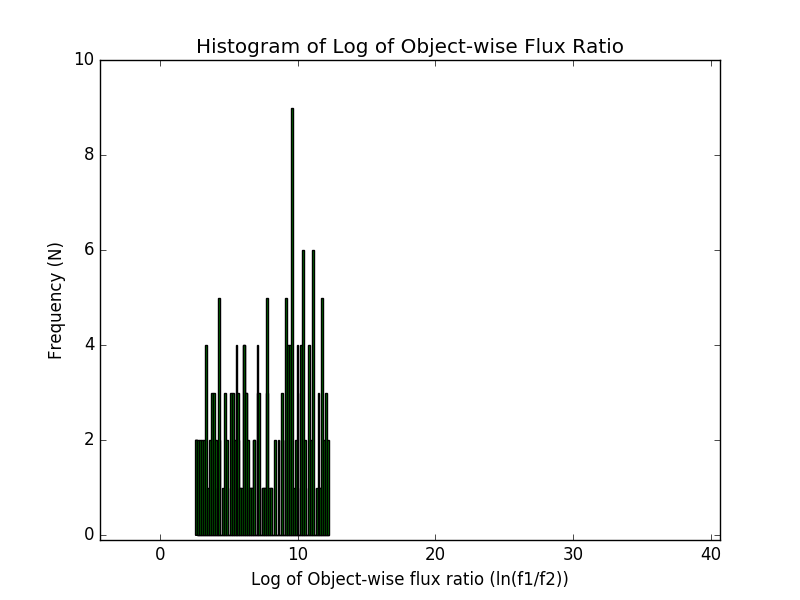 Histogram of Log of Object-wise Flux Ratio
10
8
6
4
2
0
Frequency (N)
0 10 20 30 40
Log of Object-wise flux ratio (ln(f1/f2))